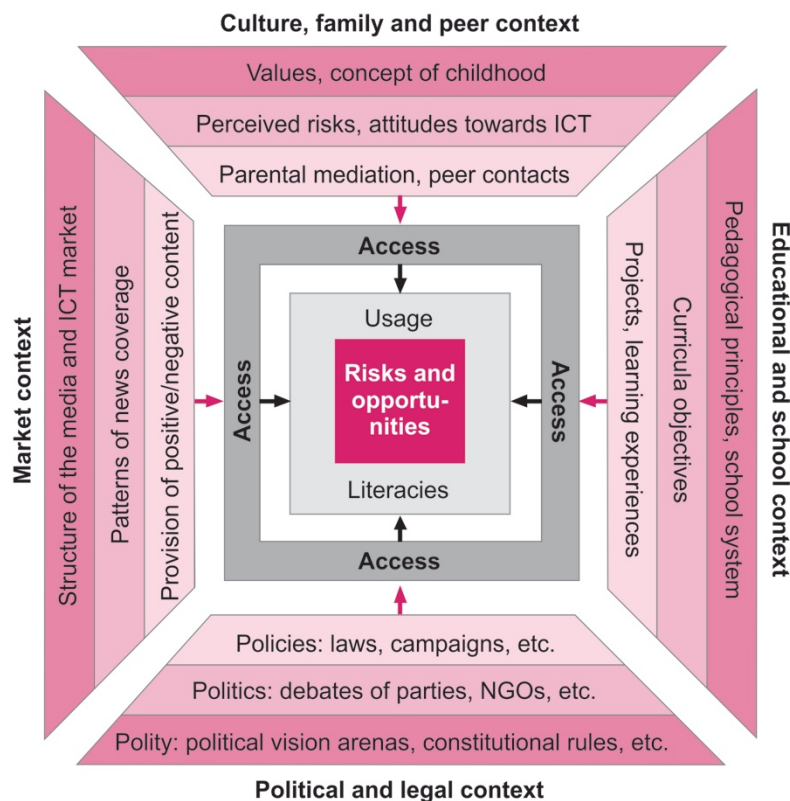 Culture, family and peer context
Values, concept of childhood
Perceived risks, attitudes towards ICT
Parental mediation, peer contacts
Market context
Structure of the media and ICT market
Patterns of news coverage
Provision of positive/negative content
Access
Access
Usage
Risks and
opportu-
nities
Literacies
Access
Access
Projects, learning experiences
Curricula objectives
Pedagogical principles, school system
Educational and school context
Policies: laws, campaigns, etc.
Politics: debates of parties, NGOs, etc.
Polity: political vision arenas, constitutional rules, etc.
Political and legal context